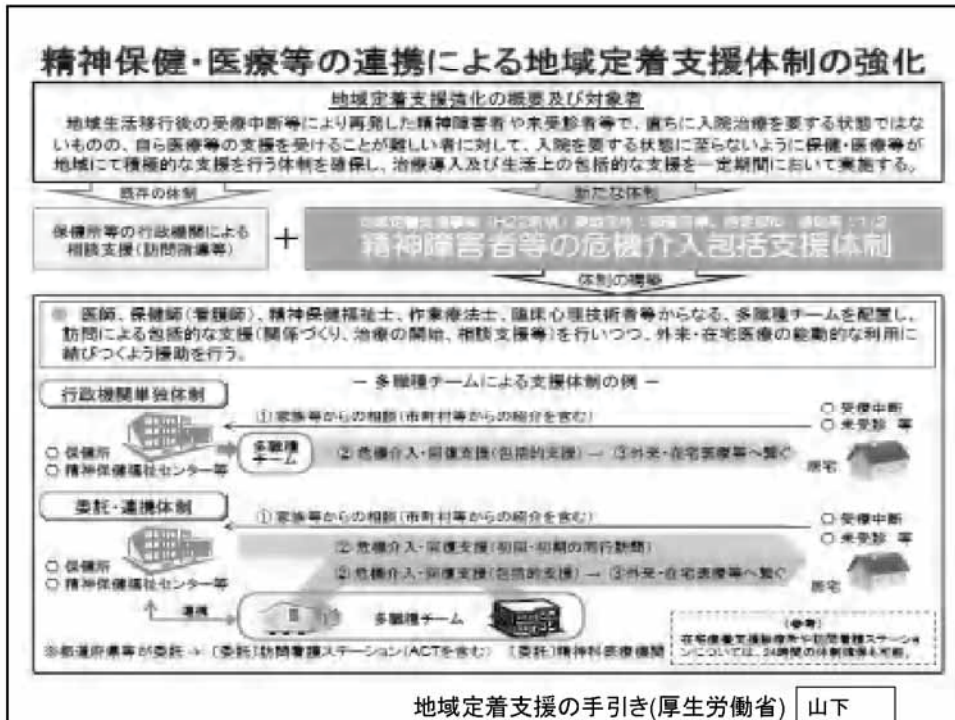 精神保健・医療等の連携による地域定着支援体制の強化
地域定着支援強化の概要及び対象者
地域生活移行後の受療中断等により再発した精神障害者や未受診者等で、直ちに入院治療を要する状態ではな
いものの、自ら医療等の支援を受けることが難しい者に対して、入院を要する状態に至らないように保健・医療等が
地域にて積極的な支援を行う体制を確保し、治療導入及び生活上の包括的な支援を一定期間において実施する。
既存の体制
新たな体制
保健所等の行政機関による
相談支援(訪問指導等)
+
精神障害者等の危機介入包括支援体制
体制の構築
医師、保健師(看護師)、精神保健福祉士、作業療法士、臨床心理技術者等からなる、多職種チームを配置し、
訪問による包括的な支援(関係づくり、治療の開始、相談支援等)を行いつつ、外来・在宅医療の能動的な利用に
結びつくよう援助を行う。
― 多職種チームによる支援体制の例 ―
行政機関単独体制
①家族等からの相談(市町村等からの紹介を含む)
○ 受療中断
○ 未受診 等
○ 保健所
○ 精神保健福祉センター等
多職種
チーム
② 危機介入・回復支援(包括的支援) → ③外来・在宅医療等へ繋ぐ
居宅
委託・連携体制
①家族等からの相談(市町村等からの紹介を含む)
○ 受療中断
○ 未受診 等
② 危機介入・回復支援(初回・初期の同行訪問)
○ 保健所
○ 精神保健福祉センター等
② 危機介入・回復支援(包括的支援) → ③外来・在宅医療等へ繋ぐ
居宅
連携
多職種チーム
(参考)
在宅療養支援診療所や訪問看護ステーション
については、24時間の体制確保も可能。
※都道府県等が委託 → 〔委託〕訪問看護ステーション(ACTを含む) 〔委託〕精神科医療機関
地域定着支援の手引き(厚生労働省)
山下